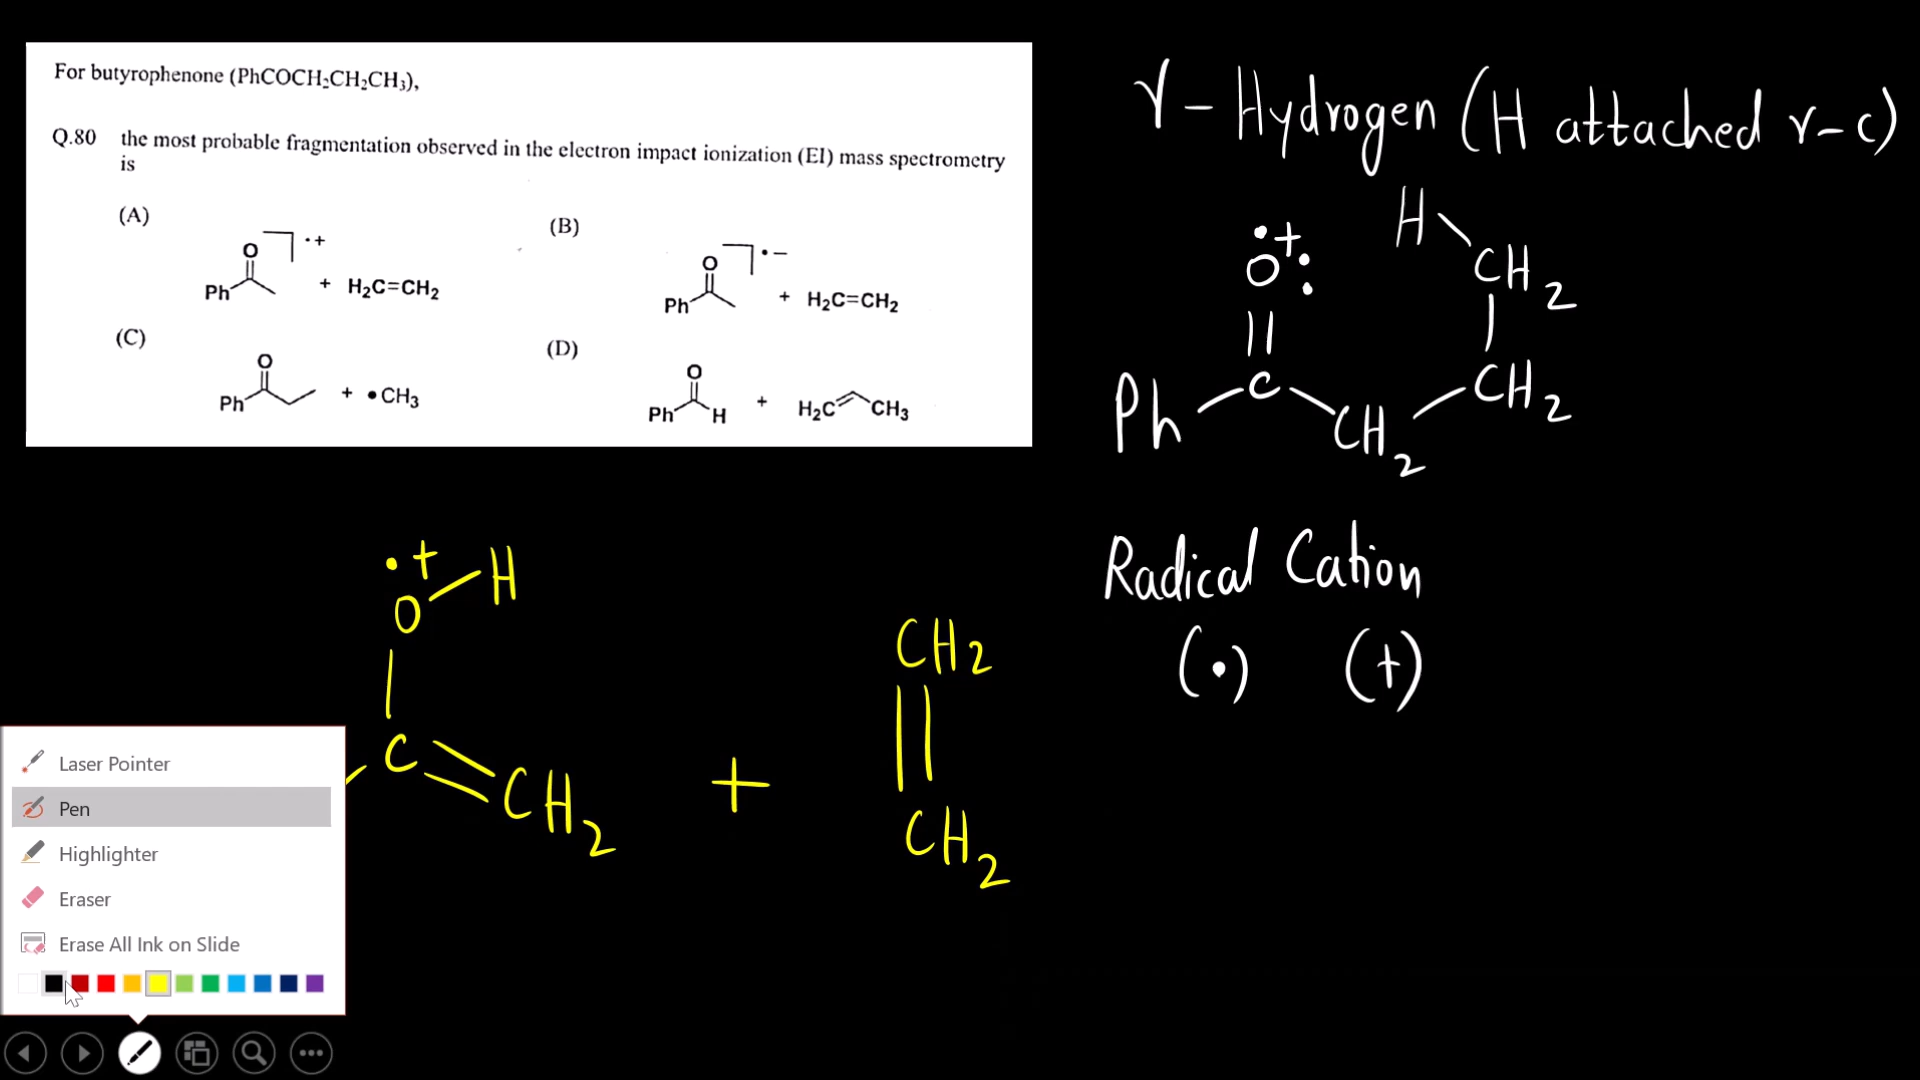 For butyrophenone (PhCOCH₂CH₂CH₃),
Q.80 the most probable fragmentation observed in the electron impact ionization (EI) mass spectrometry
is
(A)
O
•+
Ph
+ H₂C=CH₂
(B)
O
•−
Ph
+ H₂C=CH₂
(C)
O
Ph
+ •CH₃
(D)
O
Ph
H
+
H₂C
CH₃
γ - Hydrogen (H attached γ-C)
•+
O
H
CH₂
Ph
C
CH₂
CH₂
Radical Cation
(•) (+)
•+
O
H
C
CH₂
+
CH₂
CH₂
Laser Pointer
Pen
Highlighter
Eraser
Erase All Ink on Slide